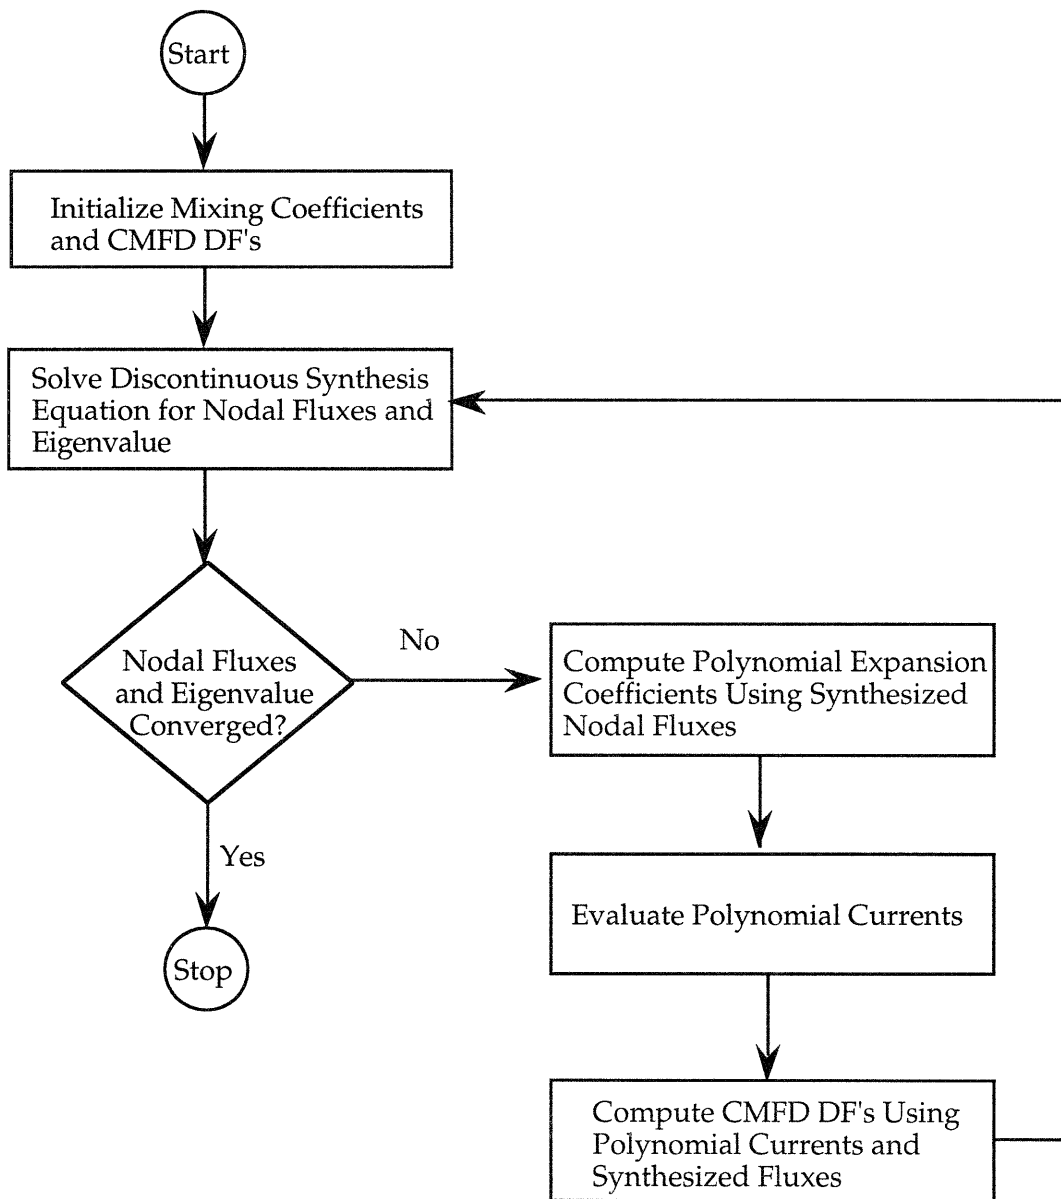 Start
Initialize Mixing Coefficients
and CMFD DF's
Solve Discontinuous Synthesis
Equation for Nodal Fluxes and
Eigenvalue
Nodal Fluxes
and Eigenvalue
Converged?
No
Yes
Stop
Compute Polynomial Expansion
Coefficients Using Synthesized
Nodal Fluxes
Evaluate Polynomial Currents
Compute CMFD DF's Using
Polynomial Currents and
Synthesized Fluxes